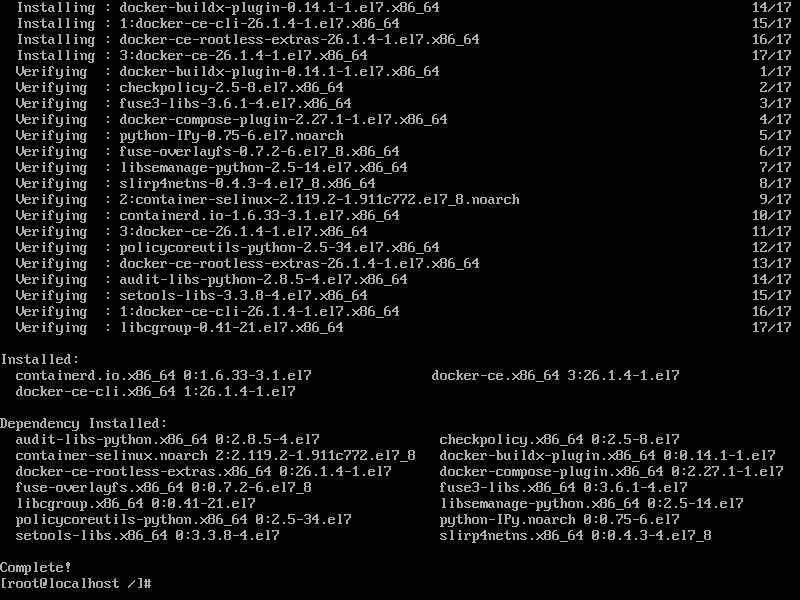 Installing : docker-buildx-plugin-0.14.1-1.el7.x86_64 14/17
Installing : 1:docker-ce-cli-26.1.4-1.el7.x86_64 15/17
Installing : docker-ce-rootless-extras-26.1.4-1.el7.x86_64 16/17
Installing : 3:docker-ce-26.1.4-1.el7.x86_64 17/17
Verifying : docker-buildx-plugin-0.14.1-1.el7.x86_64 1/17
Verifying : checkpolicy-2.5-8.el7.x86_64 2/17
Verifying : fuse3-libs-3.6.1-4.el7.x86_64 3/17
Verifying : docker-compose-plugin-2.27.1-1.el7.x86_64 4/17
Verifying : python-IPy-0.75-6.el7.noarch 5/17
Verifying : fuse-overlayfs-0.7.2-6.el7_8.x86_64 6/17
Verifying : libsemanage-python-2.5-14.el7.x86_64 7/17
Verifying : slirp4netns-0.4.3-4.el7_8.x86_64 8/17
Verifying : 2:container-selinux-2.119.2-1.911c772.el7_8.noarch 9/17
Verifying : containerd.io-1.6.33-3.1.el7.x86_64 10/17
Verifying : 3:docker-ce-26.1.4-1.el7.x86_64 11/17
Verifying : policycoreutils-python-2.5-34.el7.x86_64 12/17
Verifying : docker-ce-rootless-extras-26.1.4-1.el7.x86_64 13/17
Verifying : audit-libs-python-2.8.5-4.el7.x86_64 14/17
Verifying : setools-libs-3.3.8-4.el7.x86_64 15/17
Verifying : 1:docker-ce-cli-26.1.4-1.el7.x86_64 16/17
Verifying : libcgroup-0.41-21.el7.x86_64 17/17
Installed:
containerd.io.x86_64 0:1.6.33-3.1.el7 docker-ce.x86_64 3:26.1.4-1.el7
docker-ce-cli.x86_64 1:26.1.4-1.el7
Dependency Installed:
audit-libs-python.x86_64 0:2.8.5-4.el7 checkpolicy.x86_64 0:2.5-8.el7
container-selinux.noarch 2:2.119.2-1.911c772.el7_8 docker-buildx-plugin.x86_64 0:0.14.1-1.el7
docker-ce-rootless-extras.x86_64 0:26.1.4-1.el7 docker-compose-plugin.x86_64 0:2.27.1-1.el7
fuse-overlayfs.x86_64 0:0.7.2-6.el7_8 fuse3-libs.x86_64 0:3.6.1-4.el7
libcgroup.x86_64 0:0.41-21.el7 libsemanage-python.x86_64 0:2.5-14.el7
policycoreutils-python.x86_64 0:2.5-34.el7 python-IPy.noarch 0:0.75-6.el7
setools-libs.x86_64 0:3.3.8-4.el7 slirp4netns.x86_64 0:0.4.3-4.el7_8
Complete!
[root@localhost /]#